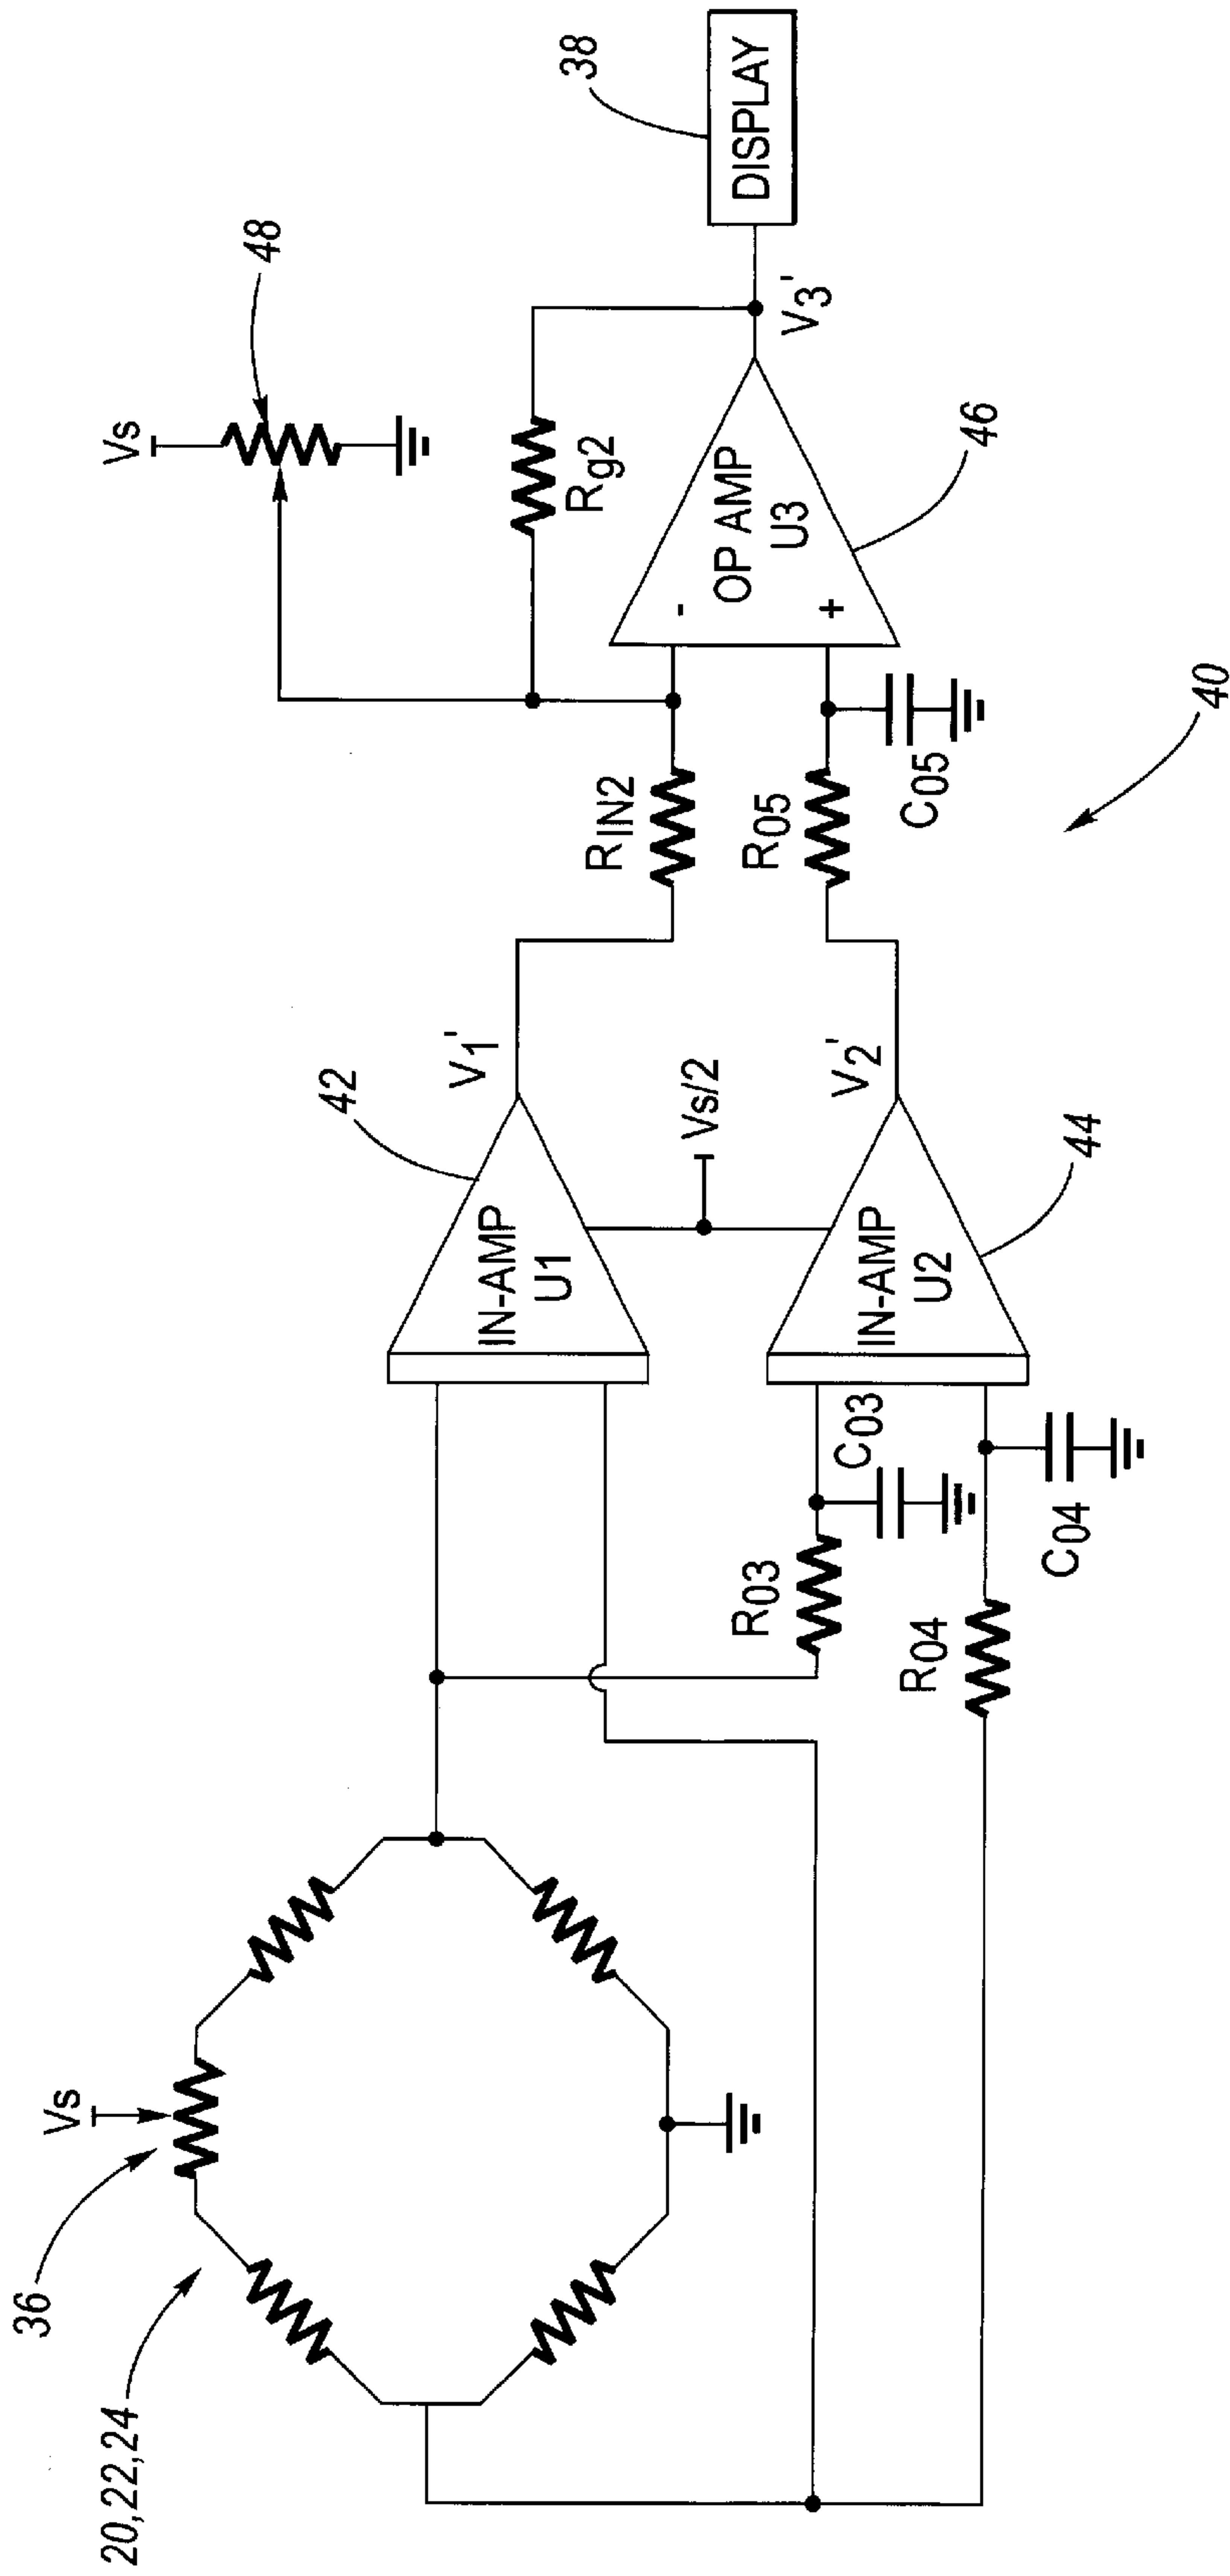 20,22,24
36
Vs
IN-AMP
U1
42
V1'
Vs/2
IN-AMP
U2
44
V2'
R03
C03
R04
C04
RIN2
R05
C05
Vs
48
Rg2
-
+
OP AMP
U3
46
V3'
DISPLAY
38
40